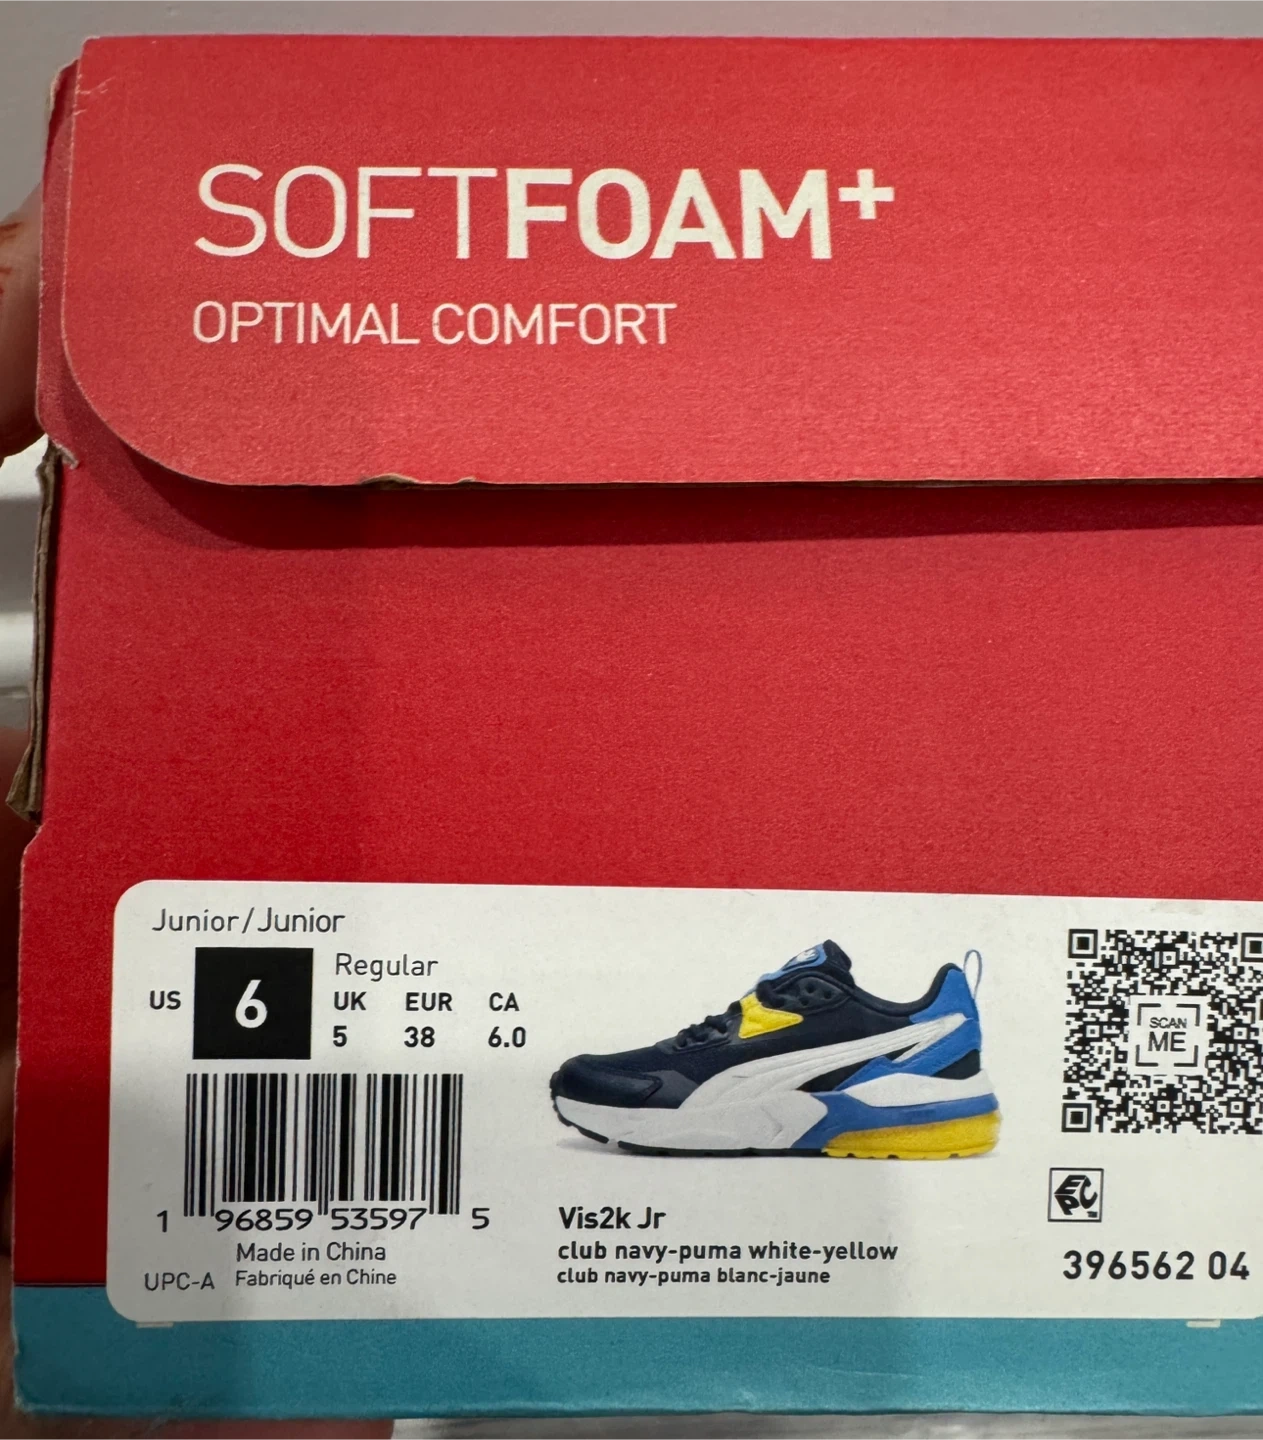 SOFTFOAM+
OPTIMAL COMFORT
Junior/Junior
US 6
Regular
UK EUR CA
5 38 6.0
1 96859 53597 5
Made in China
UPC-A Fabriqué en Chine
Vis2k Jr
club navy-puma white-yellow
club navy-puma blanc-jaune
SCAN
ME
EPC
396562 04